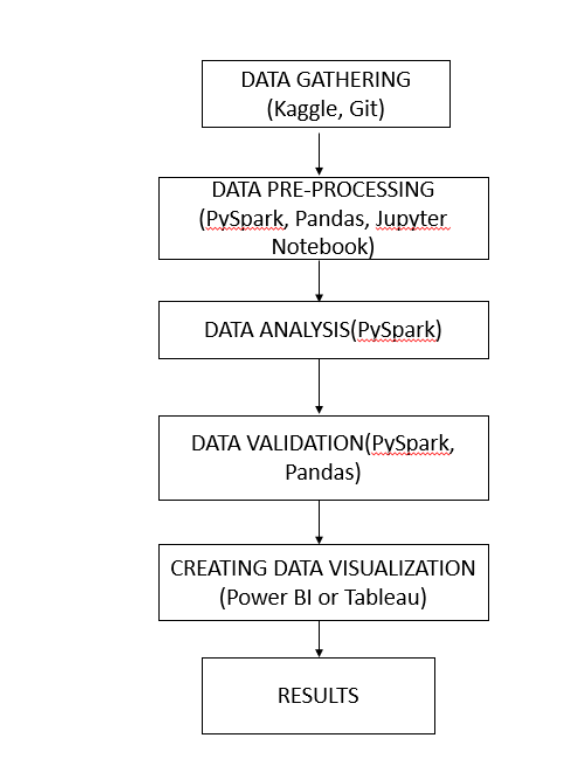 DATA GATHERING
(Kaggle, Git)
DATA PRE-PROCESSING
(PySpark, Pandas, Jupyter
Notebook)
DATA ANALYSIS(PySpark)
DATA VALIDATION(PySpark,
Pandas)
CREATING DATA VISUALIZATION
(Power BI or Tableau)
RESULTS